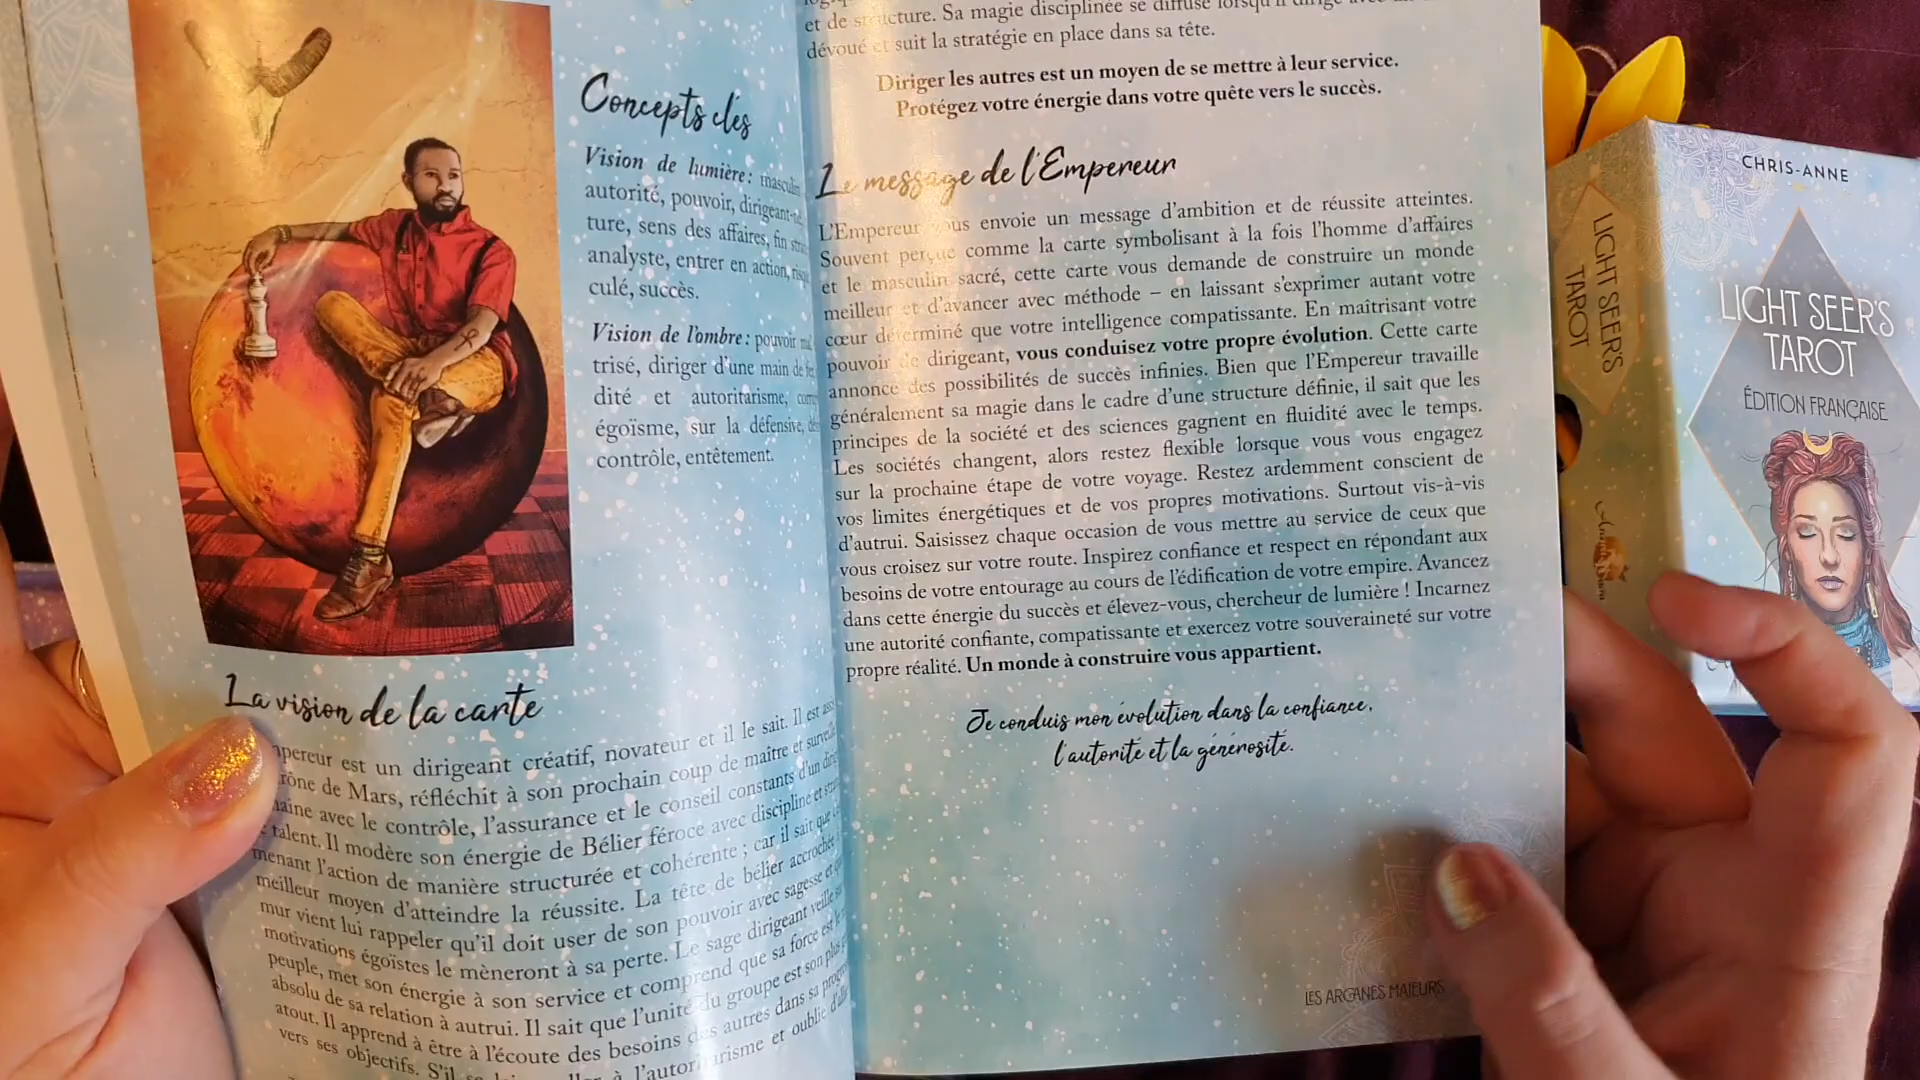 Concepts clés
Vision de lumière :
autorité, pouvoir,
ture, sens des affaires, fin
analyste, entrer en action,
culé, succès.
Vision de l'ombre : pouvoir
trisé, diriger d'une main de
dité et autoritarisme,
égoïsme, sur la défensive,
contrôle, entêtement.
La vision de la carte
est un dirigeant créatif, novateur et il le sait. Il est
de Mars, réfléchit à son prochain coup de maître et
avec le contrôle, l'assurance et le conseil constants d'un
talent. Il modère son énergie de Bélier féroce avec discipline et
menant l'action de manière structurée et cohérente ; car il sait que
meilleur moyen d'atteindre la réussite. La tête de bélier accrochée
mur vient lui rappeler qu'il doit user de son pouvoir avec sagesse et
motivations égoïstes le mèneront à sa perte. Le sage dirigeant veille
peuple, met son énergie à son service et comprend que sa force est
absolu de sa relation à autrui. Il sait que l'unité du groupe est son plus
atout. Il apprend à être à l'écoute des besoins des autres dans sa
vers ses objectifs. S'il et oublie
et de structure. Sa magie disciplinée se diffuse lorsqu'il dirige
dévoué et suit la stratégie en place dans sa tête.
Diriger les autres est un moyen de se mettre à leur service.
Protégez votre énergie dans votre quête vers le succès.
Le message de l'Empereur
L'Empereur vous envoie un message d'ambition et de réussite atteintes.
Souvent perçue comme la carte symbolisant à la fois l'homme d'affaires
et le masculin sacré, cette carte vous demande de construire un monde
meilleur et d'avancer avec méthode – en laissant s'exprimer autant votre
cœur déterminé que votre intelligence compatissante. En maîtrisant votre
pouvoir de dirigeant, vous conduisez votre propre évolution. Cette carte
annonce des possibilités de succès infinies. Bien que l'Empereur travaille
généralement sa magie dans le cadre d'une structure définie, il sait que les
principes de la société et des sciences gagnent en fluidité avec le temps.
Les sociétés changent, alors restez flexible lorsque vous vous engagez
sur la prochaine étape de votre voyage. Restez ardemment conscient de
vos limites énergétiques et de vos propres motivations. Surtout vis-à-vis
d'autrui. Saisissez chaque occasion de vous mettre au service de ceux que
vous croisez sur votre route. Inspirez confiance et respect en répondant aux
besoins de votre entourage au cours de l'édification de votre empire. Avancez
dans cette énergie du succès et élevez-vous, chercheur de lumière ! Incarnez
une autorité confiante, compatissante et exercez votre souveraineté sur votre
propre réalité. Un monde à construire vous appartient.
Je conduis mon évolution dans la confiance,
l'autorité et la générosité.
LES ARCANES MAJEURS
LIGHT SEER'S
TAROT
CHRIS-ANNE
LIGHT SEER'S
TAROT
ÉDITION FRANÇAISE